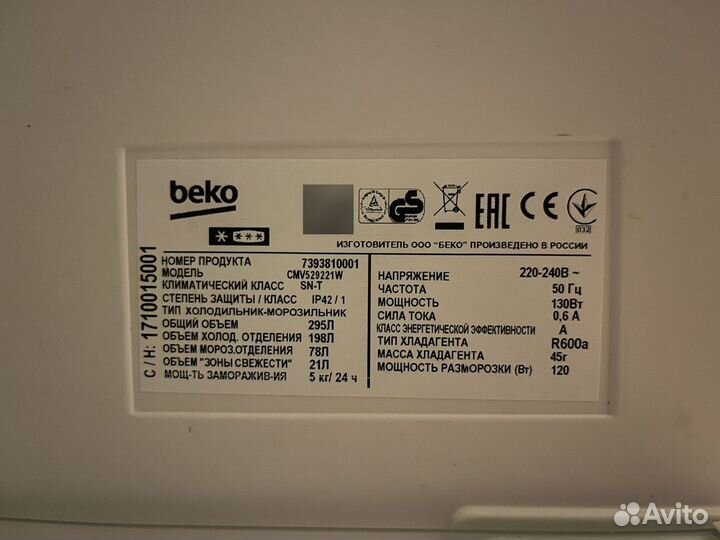 beko
032
ИЗГОТОВИТЕЛЬ ООО "БЕКО" ПРОИЗВЕДЕНО В РОССИИ
С / Н: 1710015001
НОМЕР ПРОДУКТА 7393810001
МОДЕЛЬ CMV529221W
КЛИМАТИЧЕСКИЙ КЛАСС SN-T
СТЕПЕНЬ ЗАЩИТЫ / КЛАСС IP42 / 1
ТИП ХОЛОДИЛЬНИК-МОРОЗИЛЬНИК
ОБЩИЙ ОБЪЕМ 295Л
ОБЪЕМ ХОЛОД. ОТДЕЛЕНИЯ 198Л
ОБЪЕМ МОРОЗ.ОТДЕЛЕНИЯ 78Л
ОБЪЕМ "ЗОНЫ СВЕЖЕСТИ" 21Л
МОЩ-ТЬ ЗАМОРАЖИВ-ИЯ 5 кг/ 24 ч
НАПРЯЖЕНИЕ 220-240В ~
ЧАСТОТА 50 Гц
МОЩНОСТЬ 130Вт
СИЛА ТОКА 0,6 А
КЛАСС ЭНЕРГЕТИЧЕСКОЙ ЭФФЕКТИВНОСТИ А
ТИП ХЛАДАГЕНТА R600a
МАССА ХЛАДАГЕНТА 45г
МОЩНОСТЬ РАЗМОРОЗКИ (Вт) 120
Avito